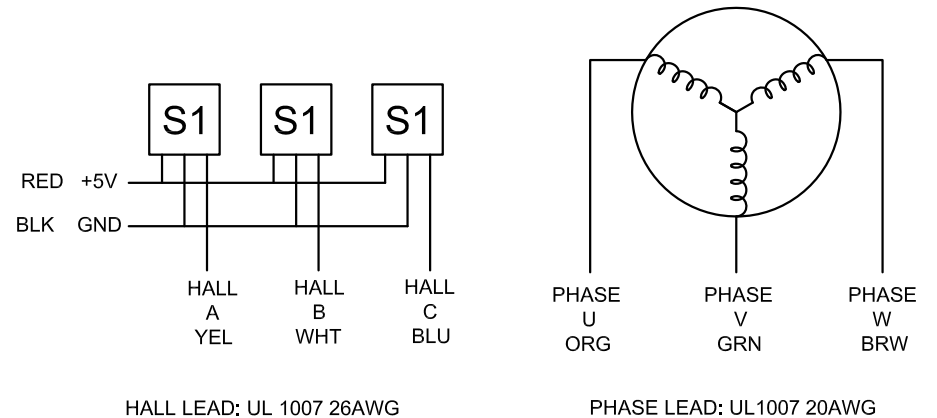 S1 S1 S1
RED +5V
BLK GND
HALL
A
YEL
HALL
B
WHT
HALL
C
BLU
HALL LEAD: UL 1007 26AWG
PHASE
U
ORG
PHASE
V
GRN
PHASE
W
BRW
PHASE LEAD: UL1007 20AWG